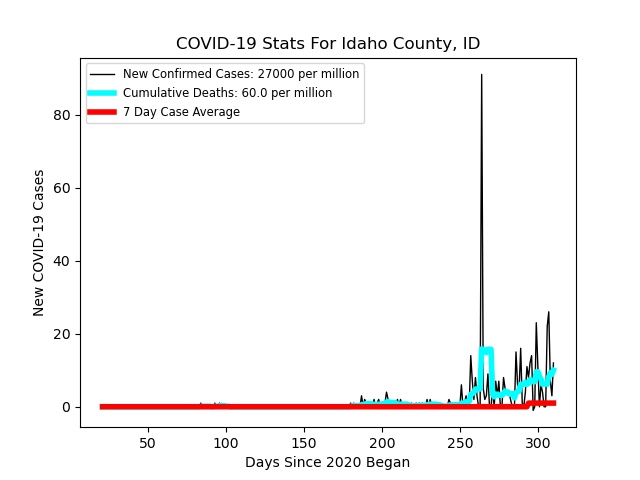 COVID-19 Stats For Idaho County, ID
New Confirmed Cases: 27000 per million
Cumulative Deaths: 60.0 per million
7 Day Case Average
New COVID-19 Cases
80
60
40
20
0
50 100 150 200 250 300
Days Since 2020 Began